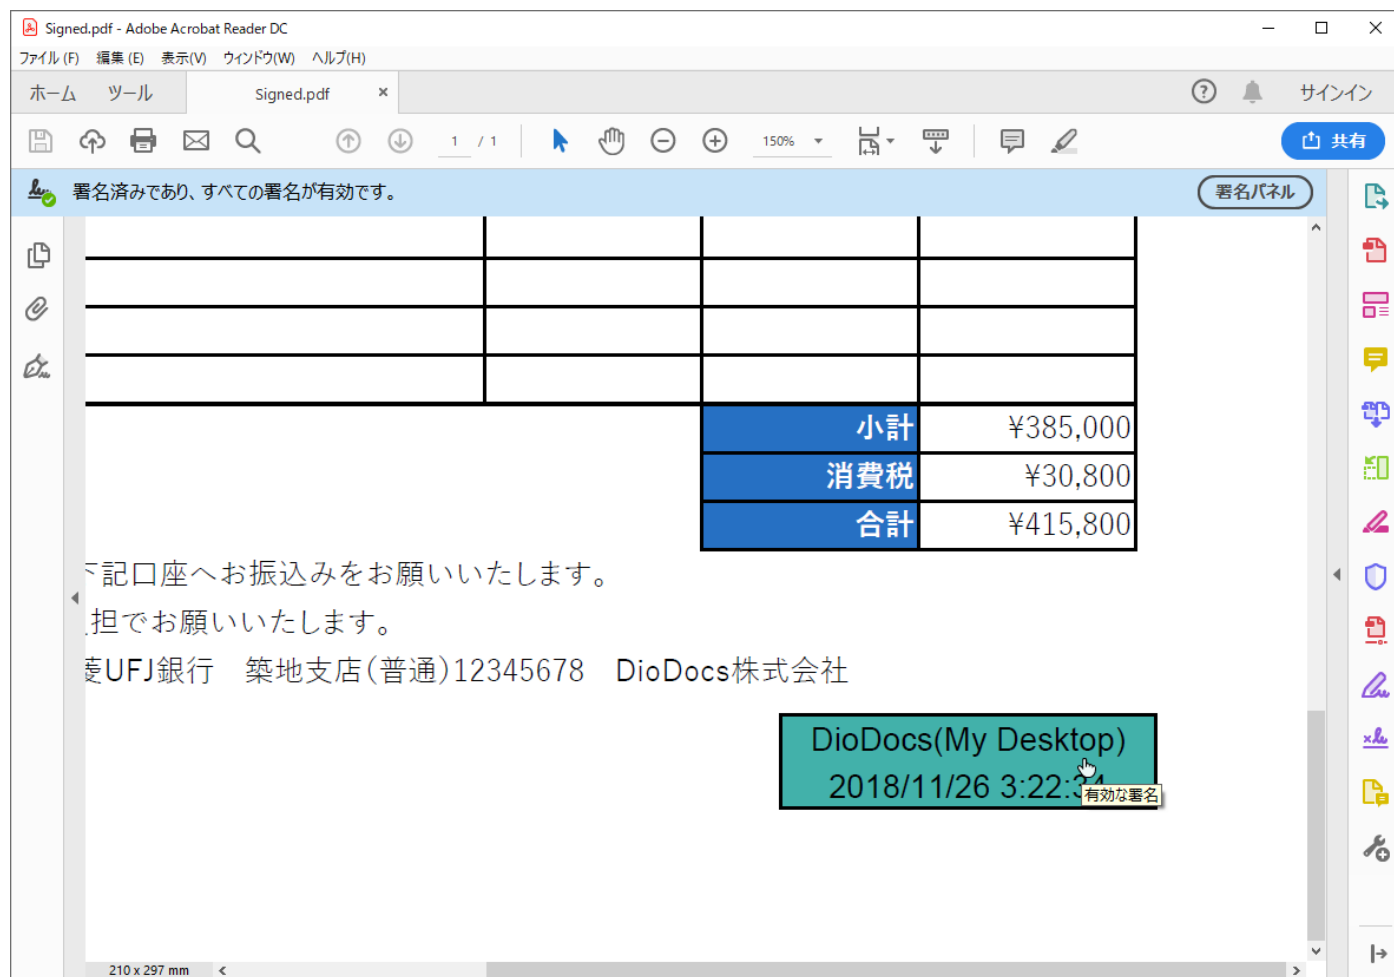 Signed.pdf - Adobe Acrobat Reader DC
ファイル(F) 編集(E) 表示(V) ウィンドウ(W) ヘルプ(H)
ホーム ツール Signed.pdf × サインイン
1 / 1 150% 共有
署名済みであり、すべての署名が有効です。 署名パネル
小計 ¥385,000
消費税 ¥30,800
合計 ¥415,800
下記口座へお振込みをお願いいたします。
担でお願いいたします。
菱UFJ銀行 築地支店(普通)12345678 DioDocs株式会社
DioDocs(My Desktop)
2018/11/26 3:22:34
有効な署名
210 x 297 mm